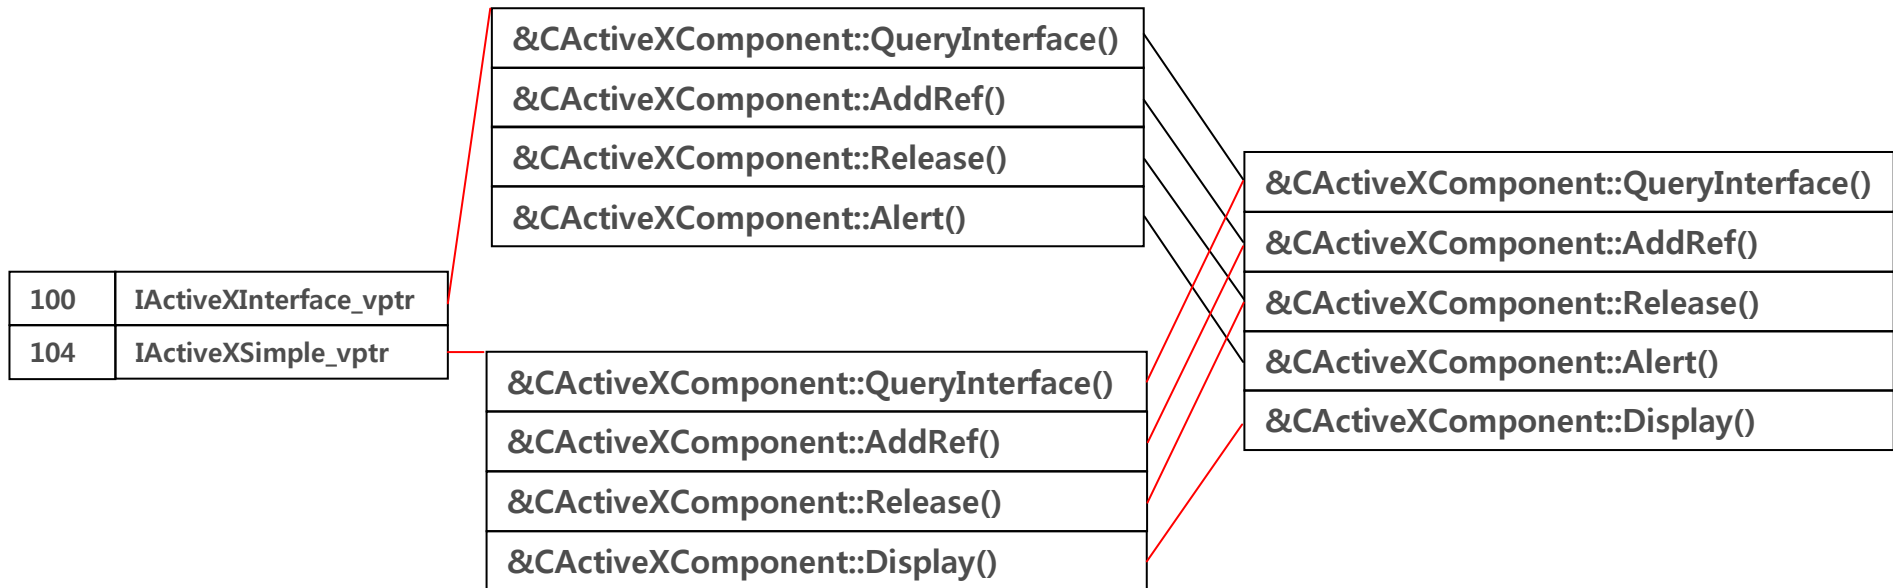 &CActiveXComponent::QueryInterface()
&CActiveXComponent::AddRef()
&CActiveXComponent::Release()
&CActiveXComponent::Alert()
100 IActiveXInterface_vptr
104 IActiveXSimple_vptr
&CActiveXComponent::QueryInterface()
&CActiveXComponent::AddRef()
&CActiveXComponent::Release()
&CActiveXComponent::Display()
&CActiveXComponent::QueryInterface()
&CActiveXComponent::AddRef()
&CActiveXComponent::Release()
&CActiveXComponent::Alert()
&CActiveXComponent::Display()